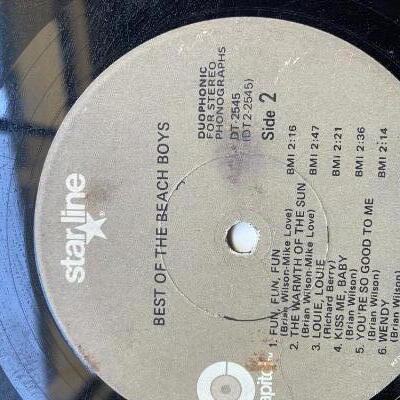 starline
®
BEST OF THE BEACH BOYS
DUOPHONIC
FOR STEREO
PHONOGRAPHS
DT-2545
(DT2-2545)
Side 2
1. FUN, FUN, FUN BMI 2:16
(Brian Wilson-Mike Love)
2. THE WARMTH OF THE SUN BMI 2:47
(Brian Wilson-Mike Love)
3. LOUIE, LOUIE BMI 2:21
(Richard Berry)
4. KISS ME, BABY BMI 2:36
(Brian Wilson)
5. YOU'RE SO GOOD TO ME BMI 2:14
(Brian Wilson)
6. WENDY
(Brian Wilson)